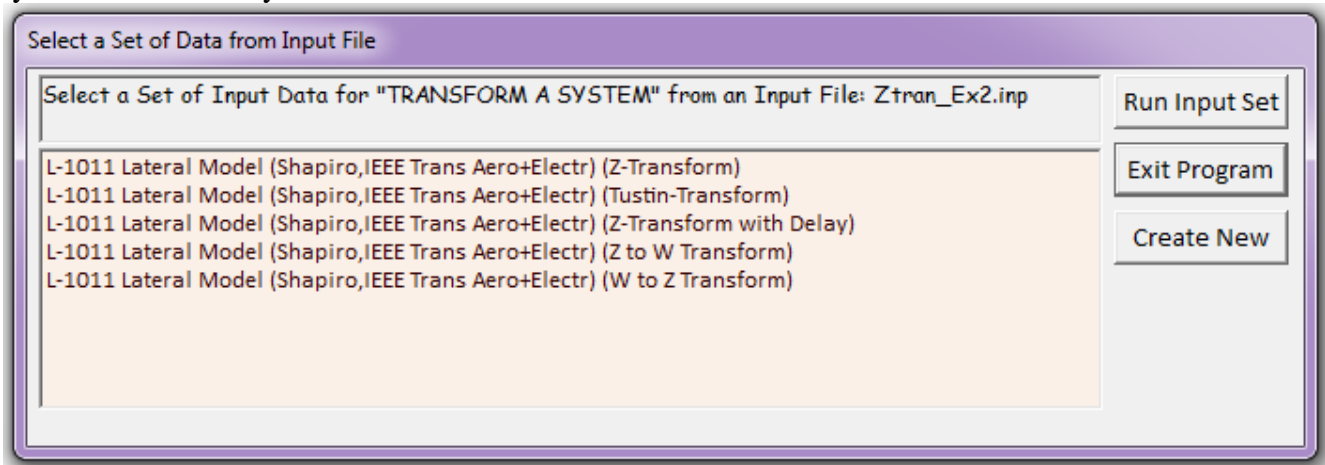 Select a Set of Data from Input File
Select a Set of Input Data for "TRANSFORM A SYSTEM" from an Input File: Ztran_Ex2.inp
Run Input Set
L-1011 Lateral Model (Shapiro,IEEE Trans Aero+Electr) (Z-Transform)
L-1011 Lateral Model (Shapiro,IEEE Trans Aero+Electr) (Tustin-Transform)
L-1011 Lateral Model (Shapiro,IEEE Trans Aero+Electr) (Z-Transform with Delay)
L-1011 Lateral Model (Shapiro,IEEE Trans Aero+Electr) (Z to W Transform)
L-1011 Lateral Model (Shapiro,IEEE Trans Aero+Electr) (W to Z Transform)
Exit Program
Create New